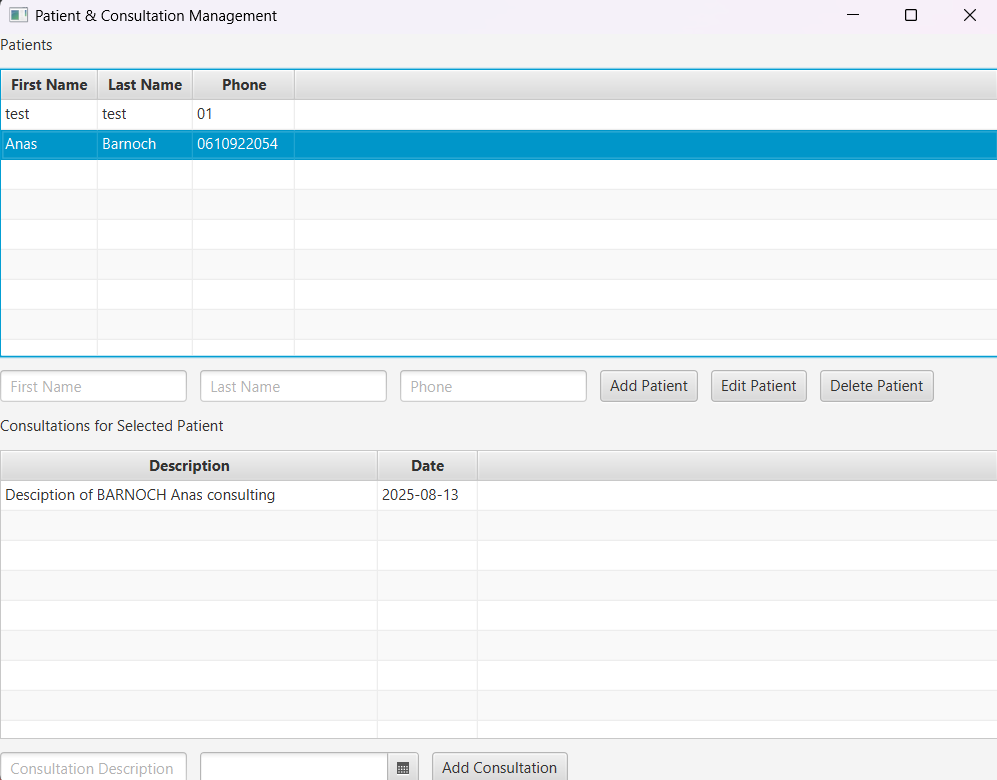 Patient & Consultation Management
Patients
First Name Last Name Phone
test test 01
Anas Barnoch 0610922054
First Name Last Name Phone Add Patient Edit Patient Delete Patient
Consultations for Selected Patient
Description Date
Desciption of BARNOCH Anas consulting 2025-08-13
Consultation Description Add Consultation